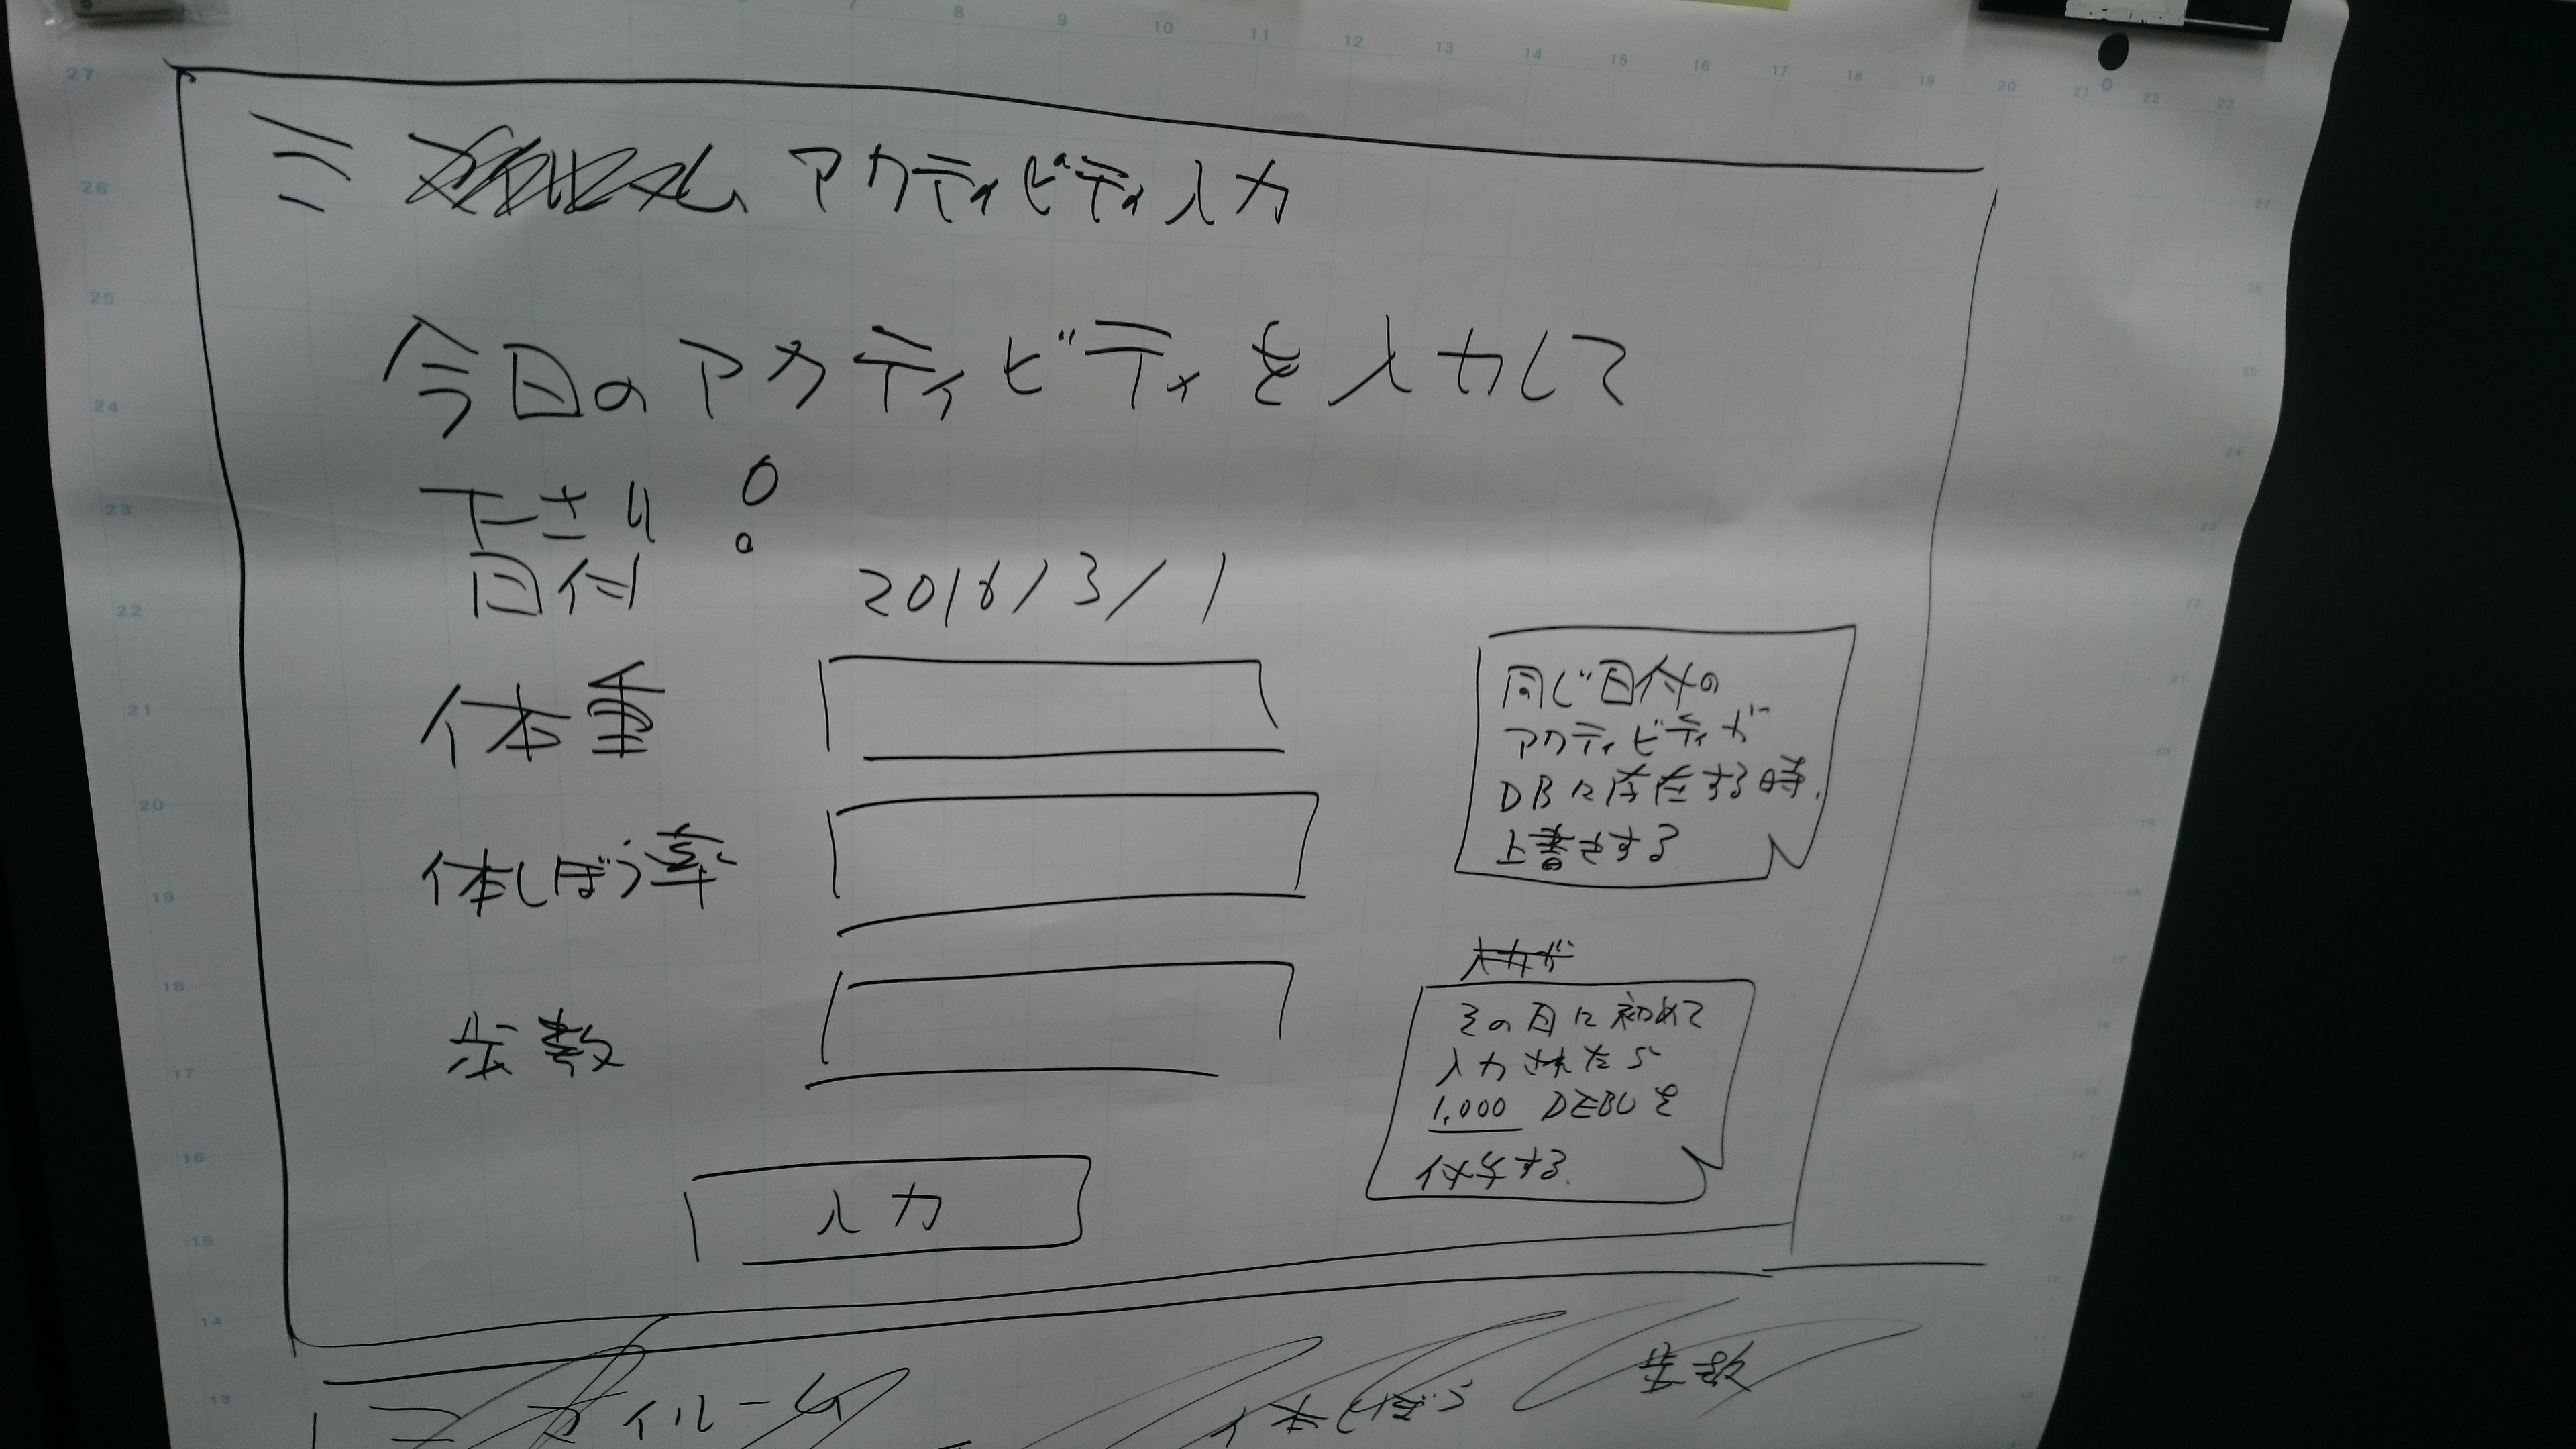 アクティビティ入力
今日のアクティビティを入力して
下さい。
日付 2016/3/1
体重
体しぼう率
歩数
入力
同じ日付の
アクティビティが
DBに存在する時、
上書きする
入力が
その日に初めて
入力されたら
1,000 DEBUを
付与する.
歩数
体しぼう
マイルーム